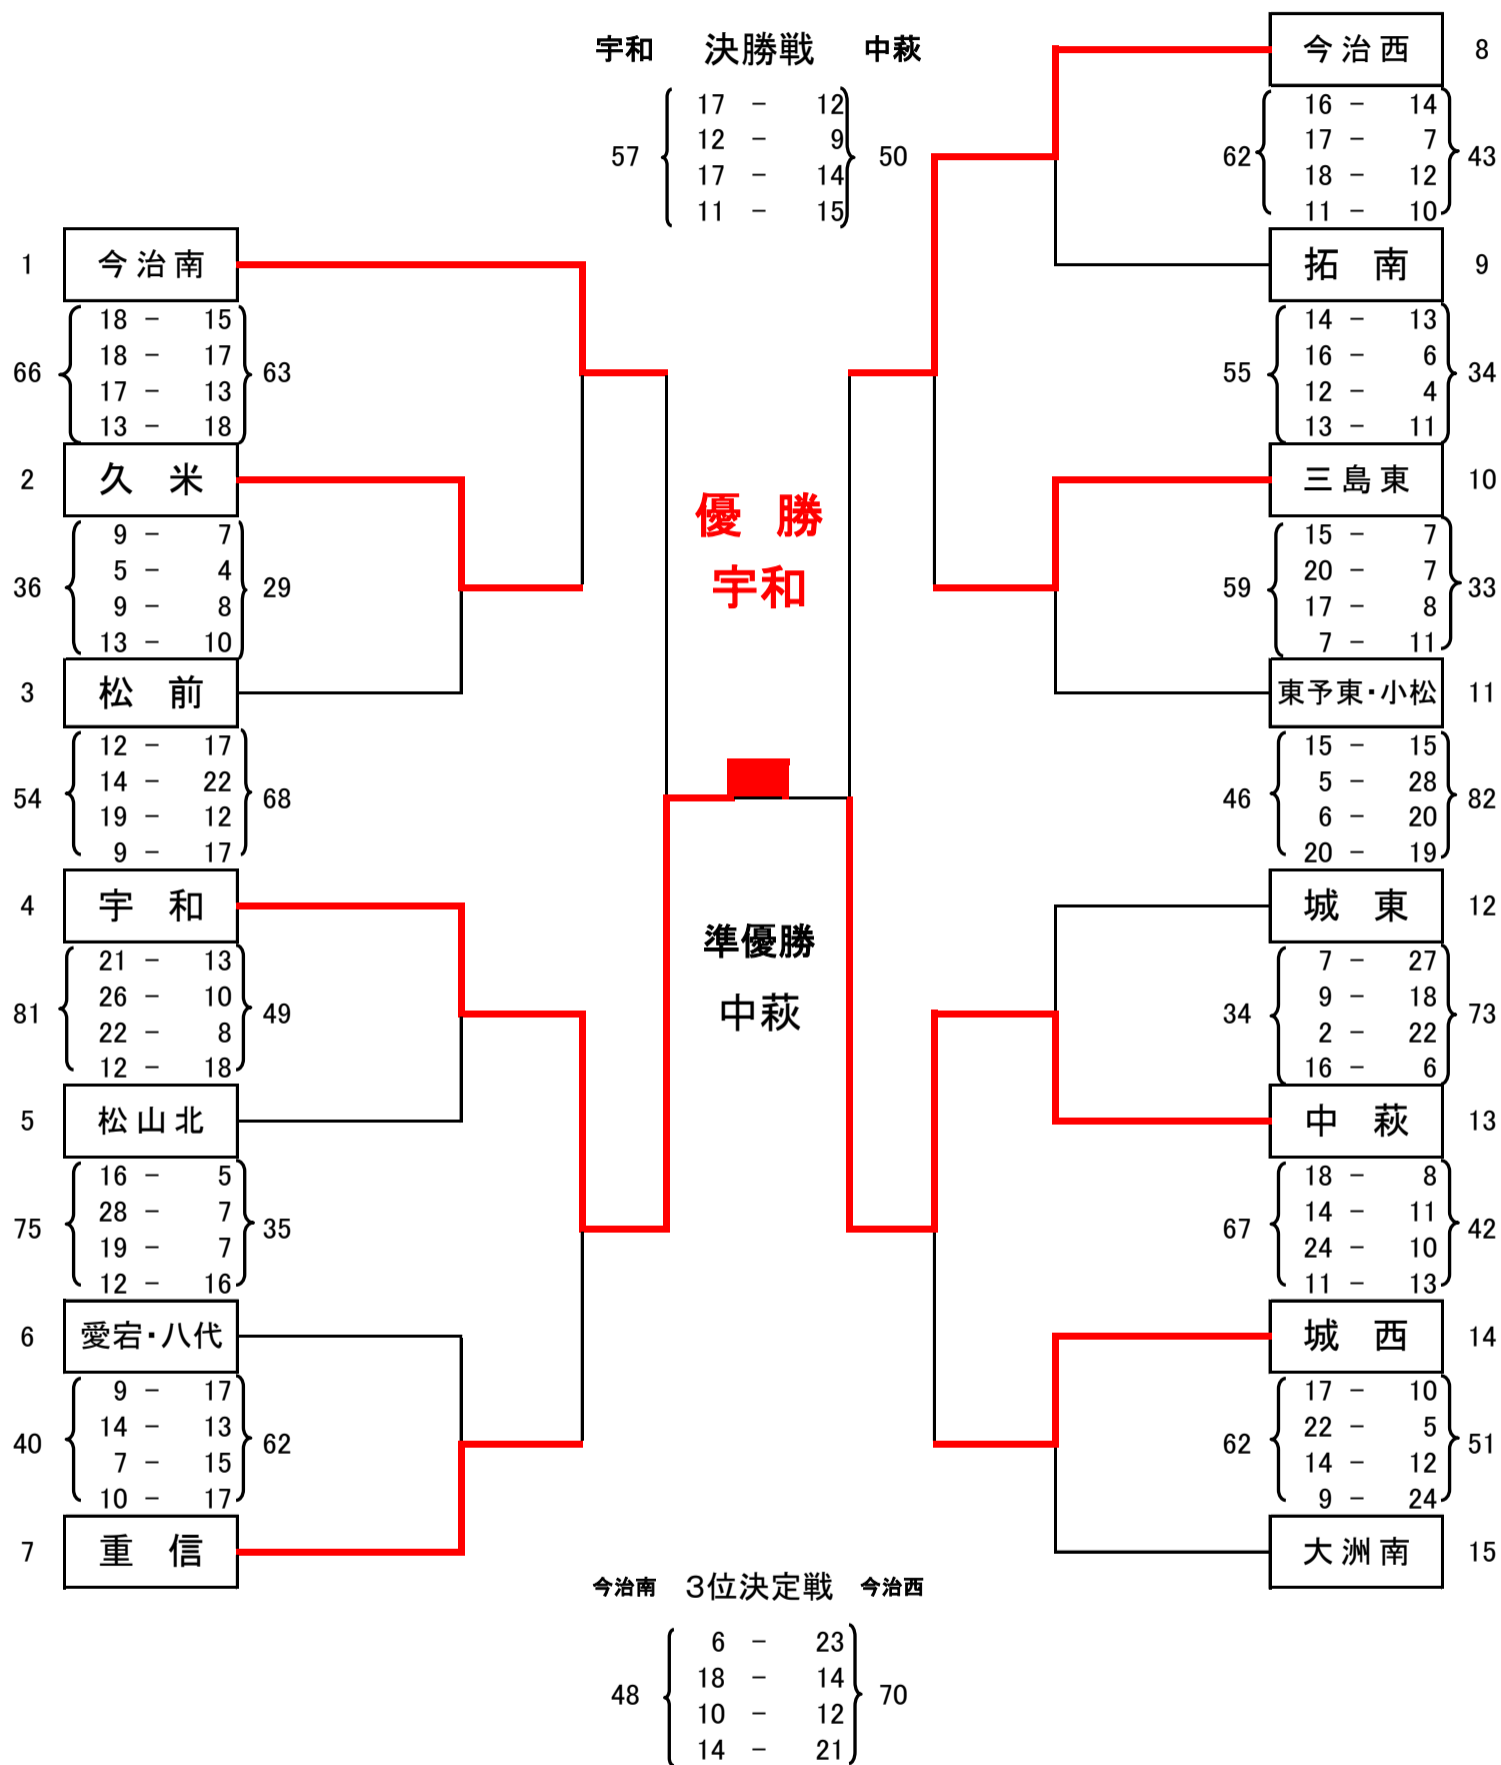 宇和 決勝戦 中萩
57 17 － 12 50
12 － 9
17 － 14
11 － 15
1 今治南
66 18 － 15 63
18 － 17
17 － 13
13 － 18
2 久 米
36 9 － 7 29
5 － 4
9 － 8
13 － 10
3 松 前
54 12 － 17 68
14 － 22
19 － 12
9 － 17
4 宇 和
81 21 － 13 49
26 － 10
22 － 8
12 － 18
5 松山北
75 16 － 5 35
28 － 7
19 － 7
12 － 16
6 愛宕・八代
40 9 － 17 62
14 － 13
7 － 15
10 － 17
7 重 信
優 勝
宇和
準優勝
中萩
今治西 8
62 16 － 14 43
17 － 7
18 － 12
11 － 10
拓 南 9
55 14 － 13 34
16 － 6
12 － 4
13 － 11
三島東 10
59 15 － 7 33
20 － 7
17 － 8
7 － 11
東予東・小松 11
46 15 － 15 82
5 － 28
6 － 20
20 － 19
城 東 12
34 7 － 27 73
9 － 18
2 － 22
16 － 6
中 萩 13
67 18 － 8 42
14 － 11
24 － 10
11 － 13
城 西 14
62 17 － 10 51
22 － 5
14 － 12
9 － 24
大洲南 15
今治南 3位決定戦 今治西
48 6 － 23 70
18 － 14
10 － 12
14 － 21